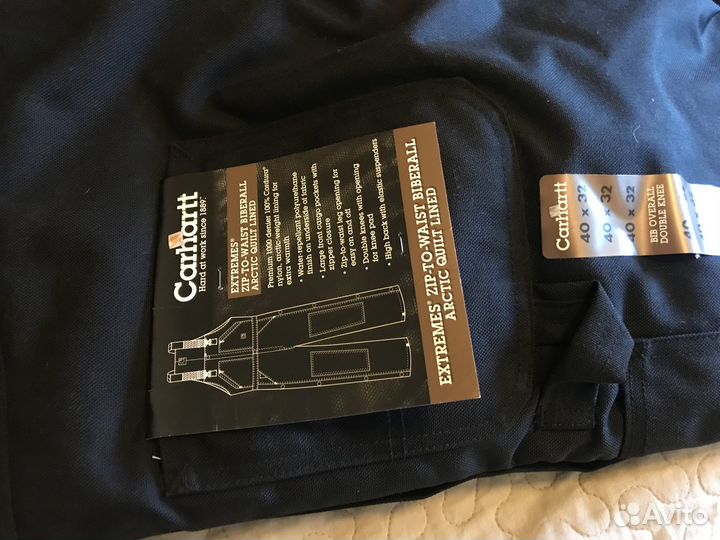 Carhartt
Hard at work since 1889.
EXTREMES®
ZIP-TO-WAIST BIBERALL
ARCTIC QUILT LINED
Premium 1000 denier 100% Cordura®
nylon, arctic-weight lining for
extra warmth
• Water-repellant polyurethane
finish on underside of fabric
• Large front cargo pockets with
zipper closure
• Zip-to-waist leg opening for
easy on and off
• Double knees with opening
for knee pad
• High back with elastic suspenders
EXTREMES® ZIP-TO-WAIST BIBERALL
ARCTIC QUILT LINED
Carhartt
40 x 32
40 x 32
40 x 32
BIB OVERALL
DOUBLE KNEE
40 x
Avito